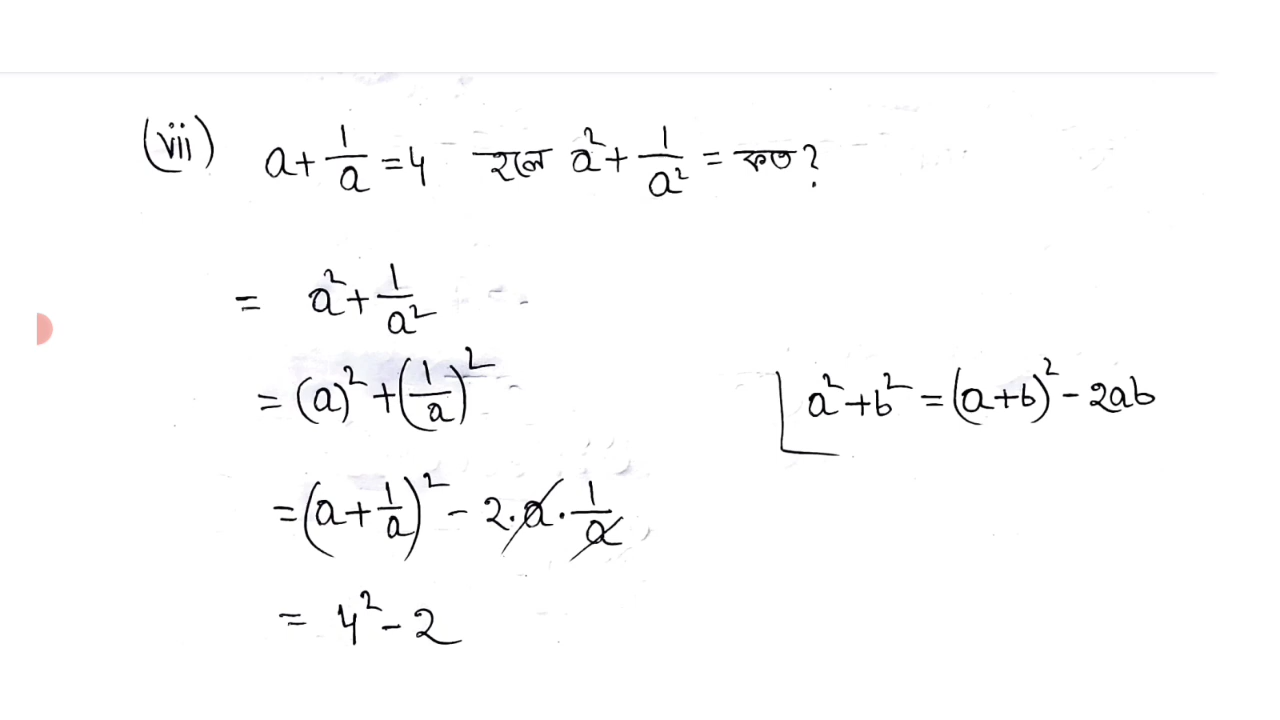 (vii) a + 1/a = 4 হলে a² + 1/a² = কত?
= a² + 1/a²
= (a)² + (1/a)²
a² + b² = (a+b)² - 2ab
= (a + 1/a)² - 2·a·1/a
= 4² - 2